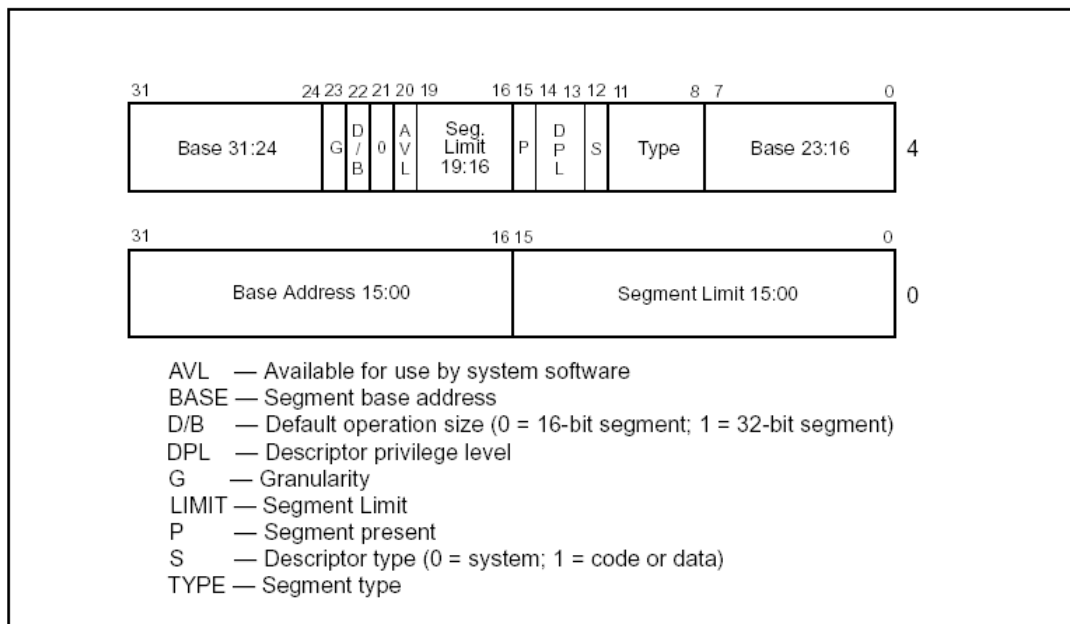 31 24 23 22 21 20 19 16 15 14 13 12 11 8 7 0
Base 31:24 G D/B 0 AVL Seg. Limit 19:16 P DPL S Type Base 23:16 4
31 16 15 0
Base Address 15:00 Segment Limit 15:00 0
AVL — Available for use by system software
BASE — Segment base address
D/B — Default operation size (0 = 16-bit segment; 1 = 32-bit segment)
DPL — Descriptor privilege level
G — Granularity
LIMIT — Segment Limit
P — Segment present
S — Descriptor type (0 = system; 1 = code or data)
TYPE — Segment type